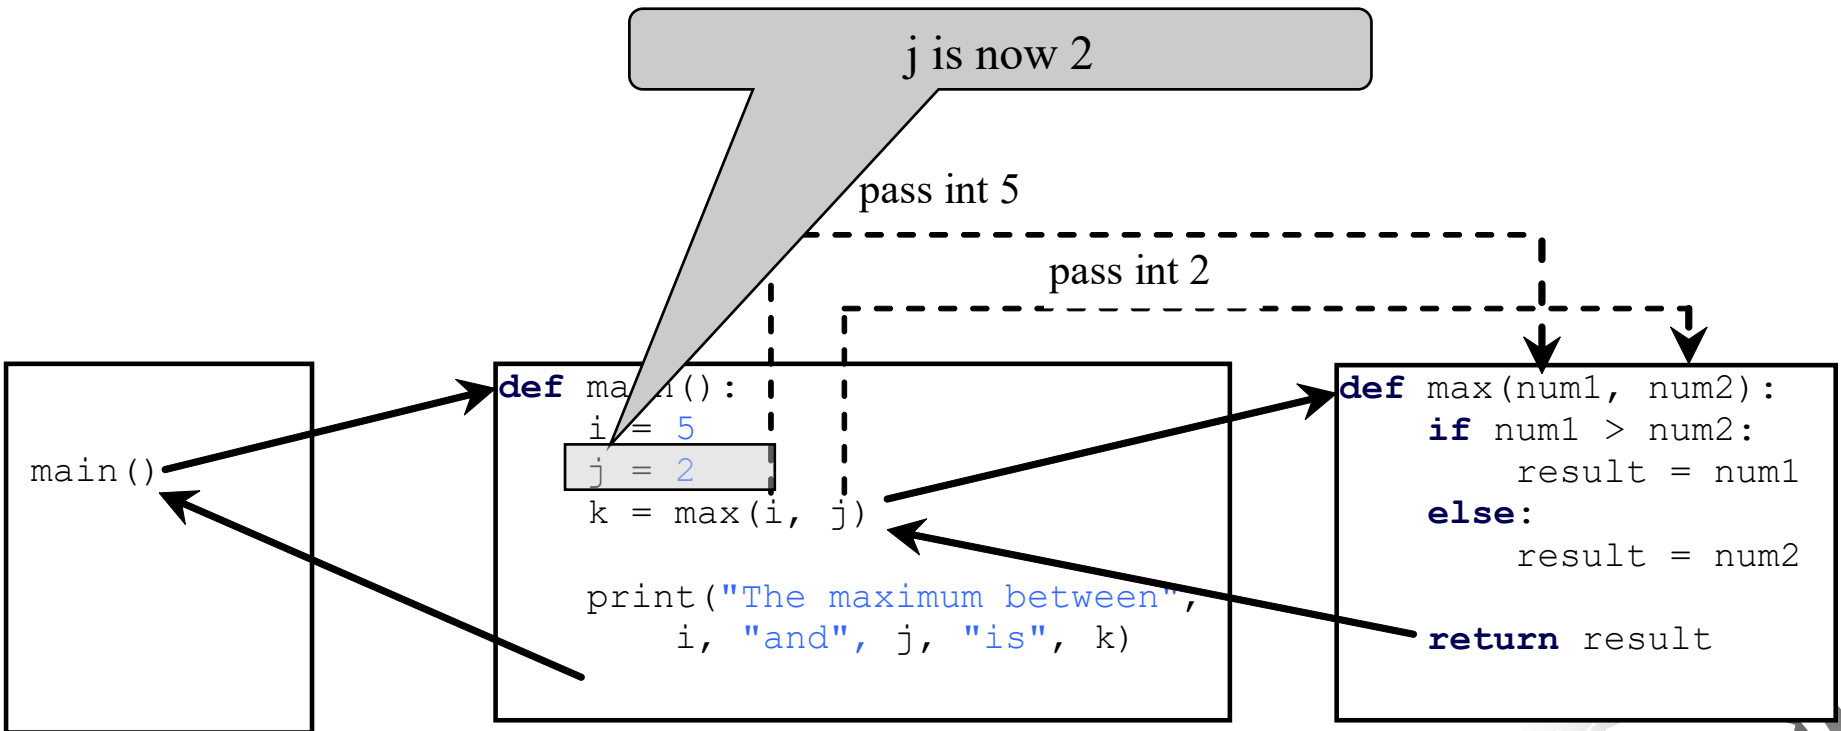 j is now 2
pass int 5
pass int 2
main()
def main():
    i = 5
    j = 2
    k = max(i, j)
    print("The maximum between",
        i, "and", j, "is", k)
def max(num1, num2):
    if num1 > num2:
        result = num1
    else:
        result = num2
    return result